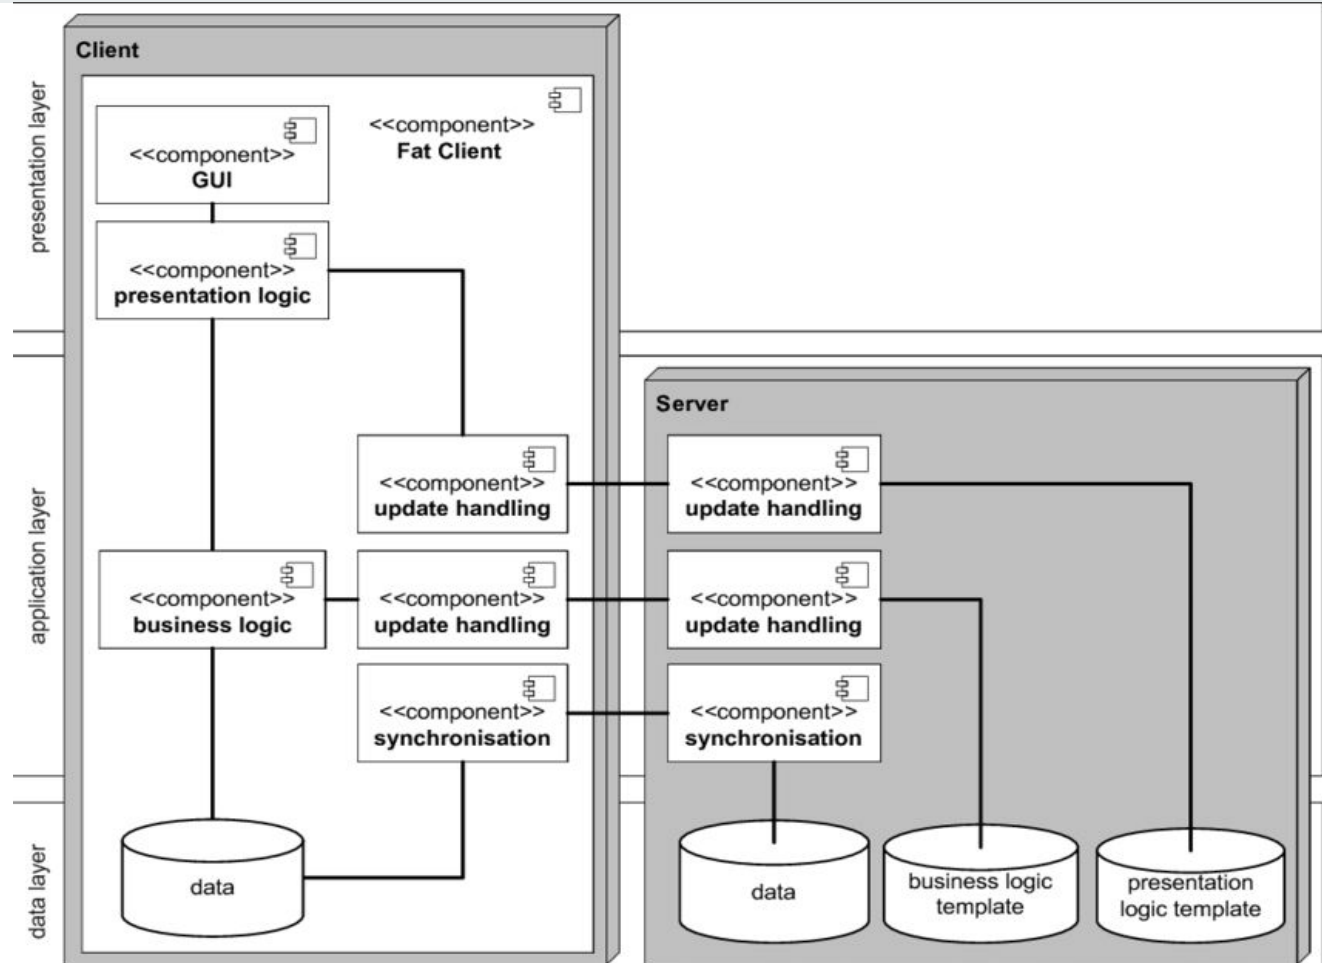 presentation layer
application layer
data layer
Client
<<component>>
Fat Client
<<component>>
GUI
<<component>>
presentation logic
<<component>>
update handling
<<component>>
business logic
<<component>>
update handling
<<component>>
synchronisation
data
Server
<<component>>
update handling
<<component>>
update handling
<<component>>
synchronisation
data
business logic
template
presentation
logic template